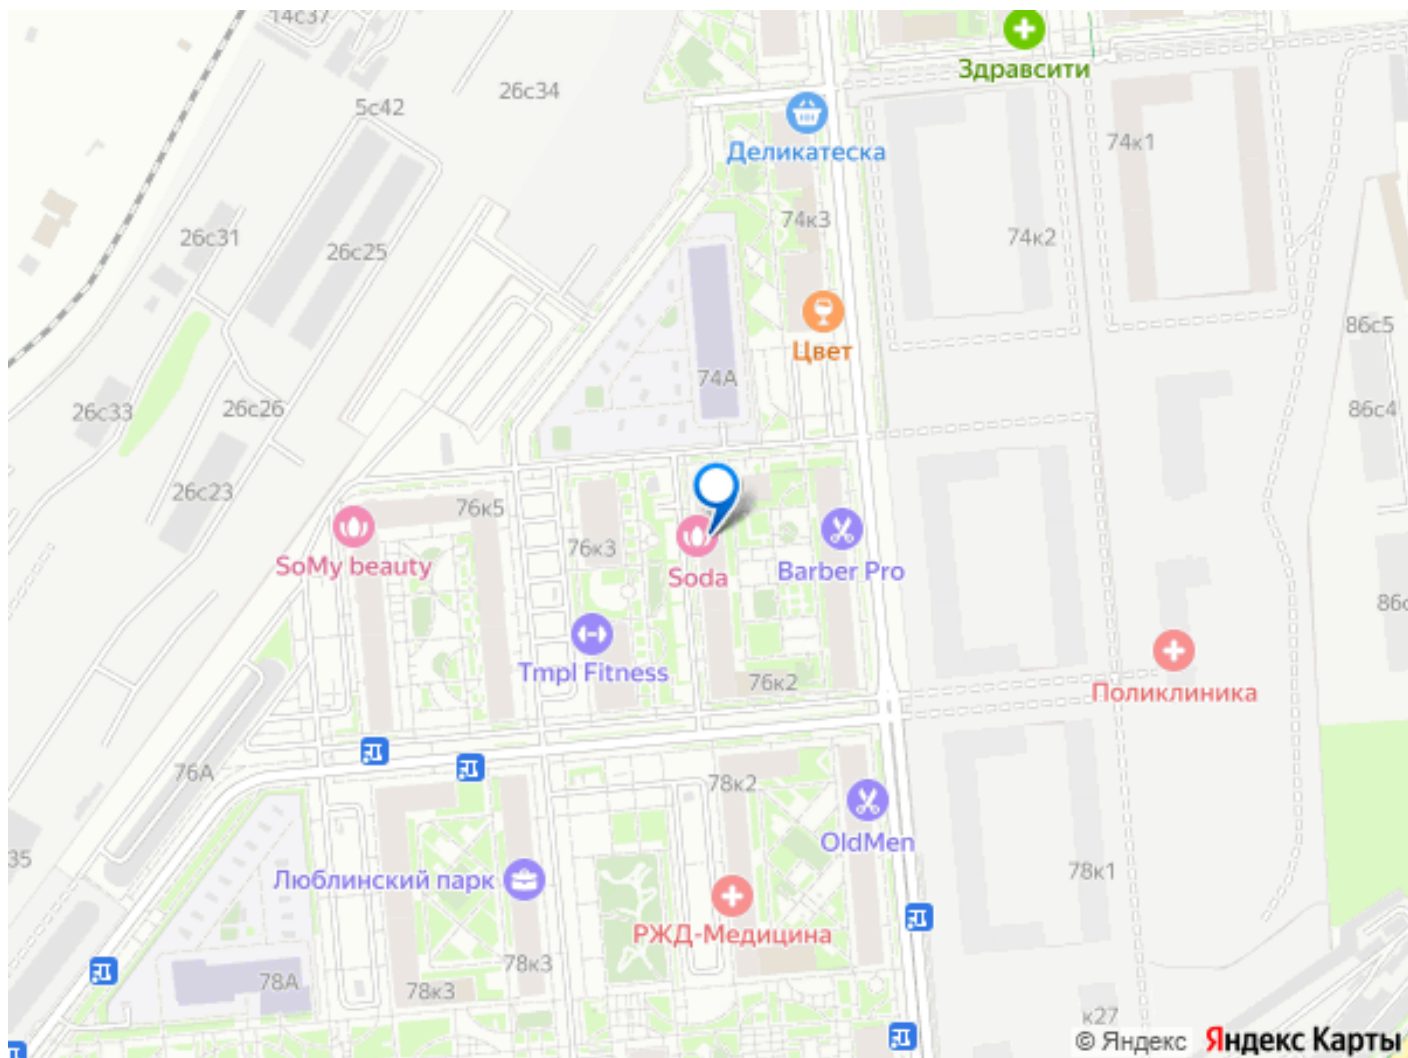 14с37
Здравсити
26с34
5с42
74к1
Деликатеска
74к3
26с31
74к2
26с25
86с5
Цвет
74А
26с33
26с26
86с4
26с23
76к5
76к3
SoMy beauty
Soda
Barber Pro
86с
Tmpl Fitness
76к2
Поликлиника
76А
78к2
OldMen
35
78к1
Люблинский парк
РЖД-Медицина
78к3
78А
78к3
к27
© Яндекс Яндекс Карты